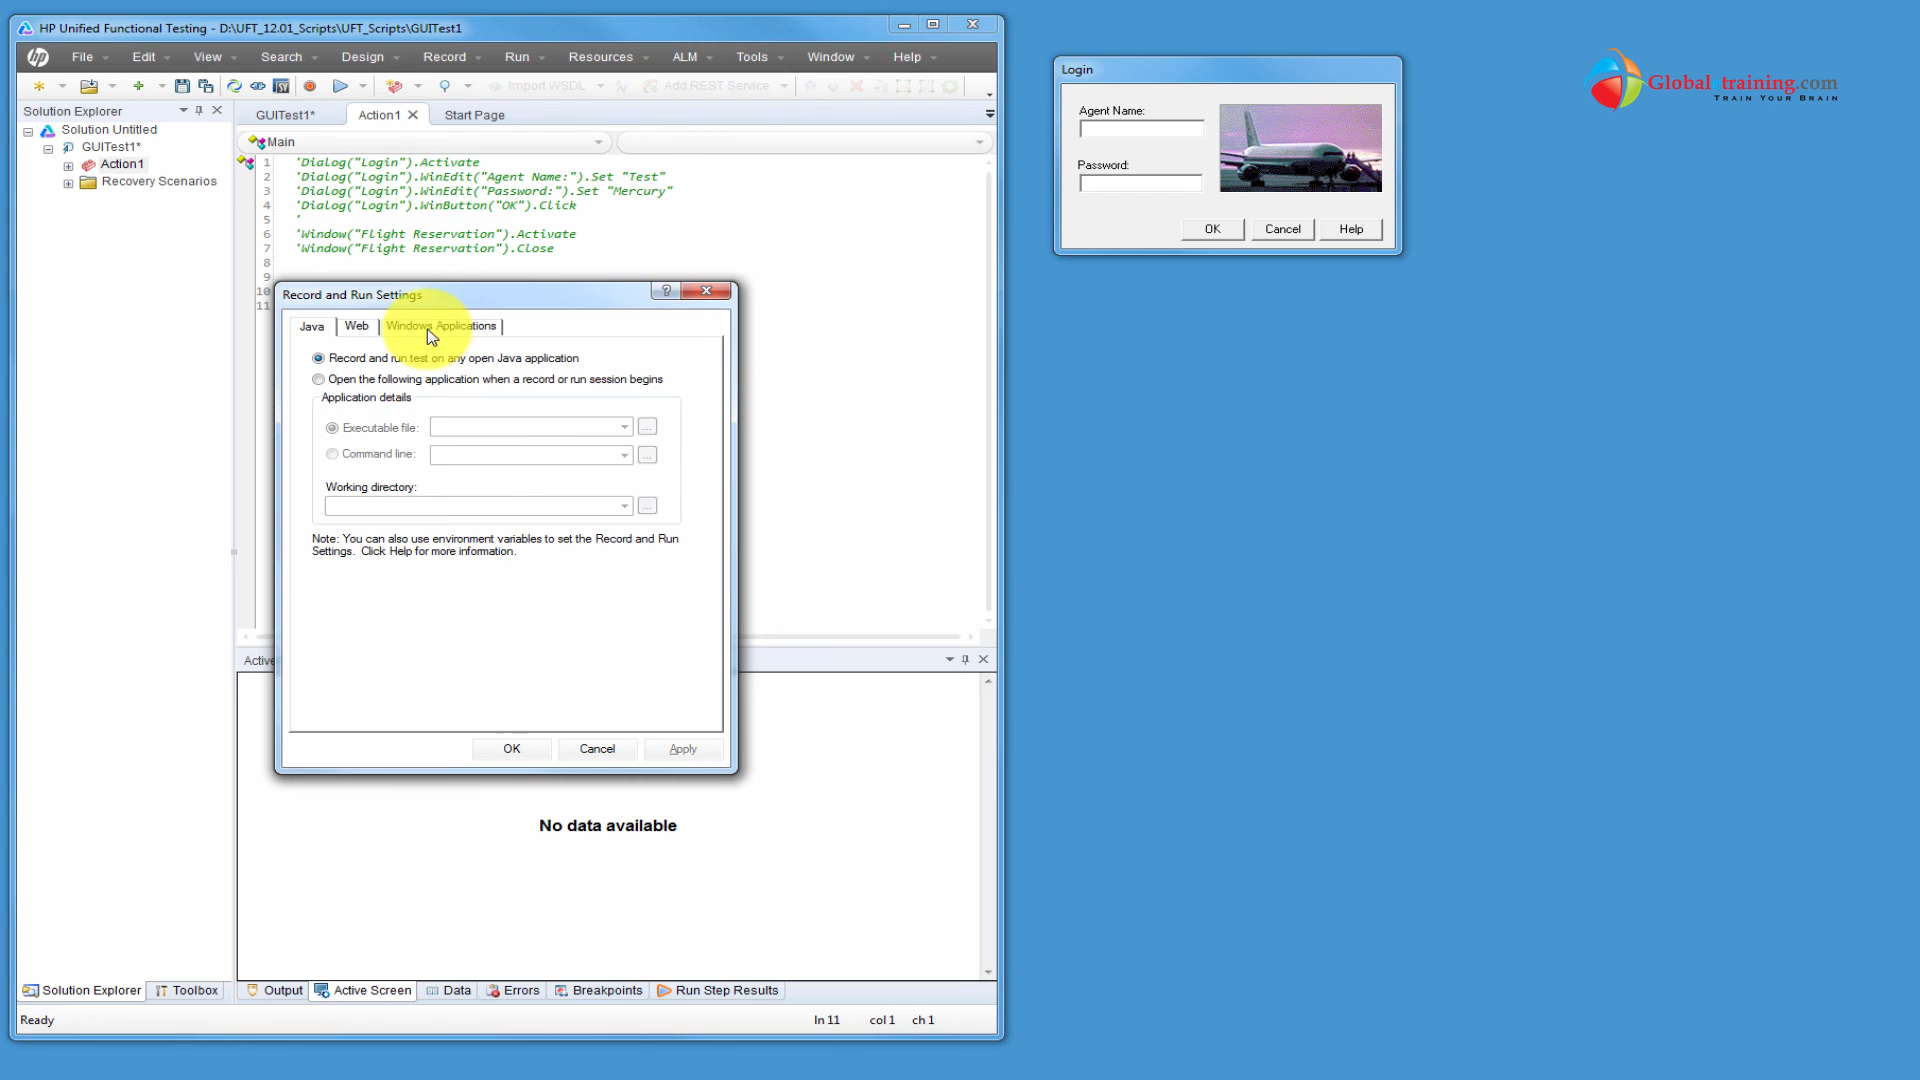 HP Unified Functional Testing - D:\UFT_12.01_Scripts\UFT_Scripts\GUITest1
File Edit View Search Design Record Run Resources ALM Tools Window Help
Import WSDL Add REST Service
Solution Explorer
Solution Untitled
GUITest1*
Action1
Recovery Scenarios
GUITest1* Action1 Start Page
Main
1 'Dialog("Login").Activate
2 'Dialog("Login").WinEdit("Agent Name:").Set "Test"
3 'Dialog("Login").WinEdit("Password:").Set "Mercury"
4 'Dialog("Login").WinButton("OK").Click
5 '
6 'Window("Flight Reservation").Activate
7 'Window("Flight Reservation").Close
8
9
10
11
Record and Run Settings
Java Web Windows Applications
Record and run test on any open Java application
Open the following application when a record or run session begins
Application details
Executable file:
Command line:
Working directory:
Note: You can also use environment variables to set the Record and Run
Settings. Click Help for more information.
OK Cancel Apply
Active
No data available
Solution Explorer Toolbox Output Active Screen Data Errors Breakpoints Run Step Results
Ready ln 11 col 1 ch 1
Login
Agent Name:
Password:
OK Cancel Help
Global training.com
TRAIN YOUR BRAIN